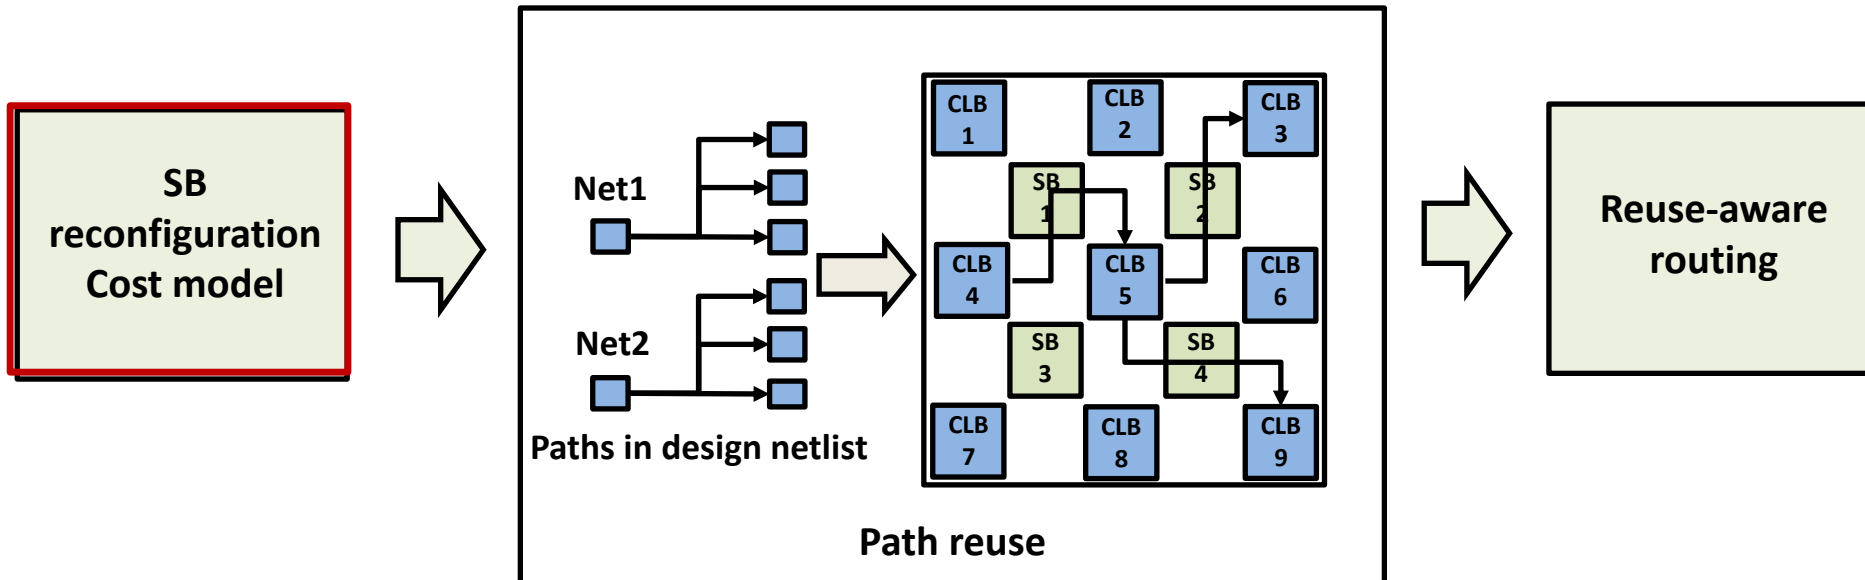 SB
reconfiguration
Cost model
Net1
Net2
Paths in design netlist
CLB
1
CLB
2
CLB
3
SB
1
SB
2
CLB
4
CLB
5
CLB
6
SB
3
SB
4
CLB
7
CLB
8
CLB
9
Path reuse
Reuse-aware
routing